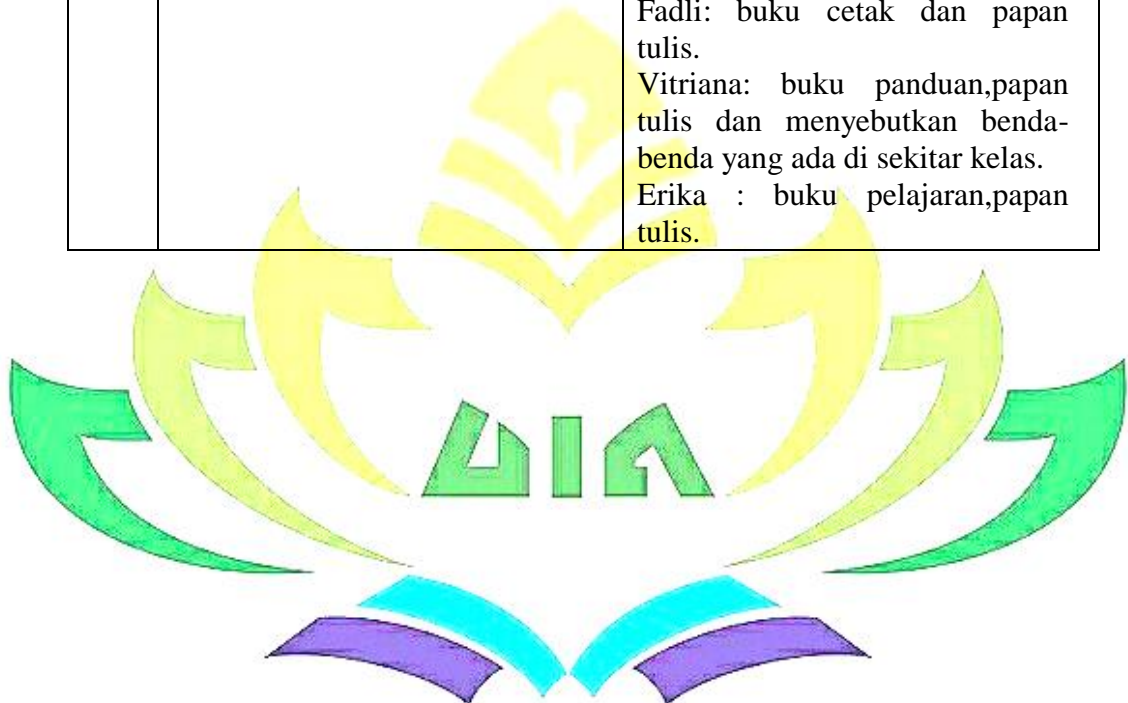 Fadli: buku cetak dan papan
tulis.
Vitriana: buku panduan,papan
tulis dan menyebutkan benda-
benda yang ada di sekitar kelas.
Erika : buku pelajaran,papan
tulis.
UIN